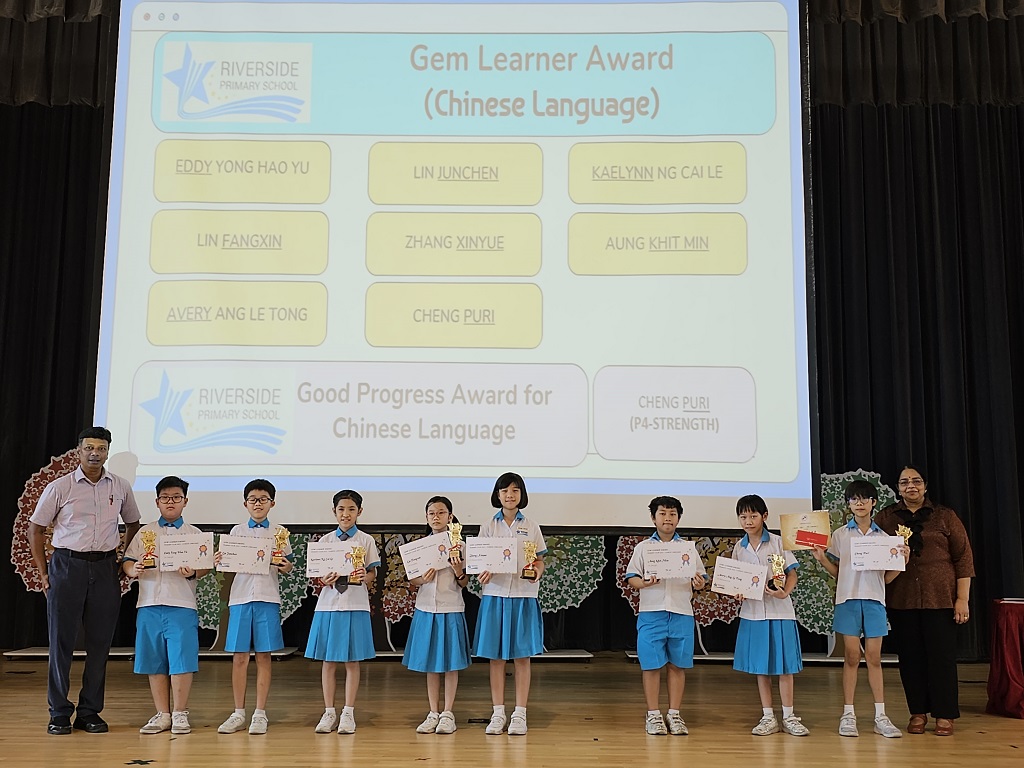 RIVERSIDE
PRIMARY SCHOOL
Gem Learner Award
(Chinese Language)
EDDY YONG HAO YU
LIN JUNCHEN
KAELYNN NG CAI LE
LIN FANGXIN
ZHANG XINYUE
AUNG KHIT MIN
AVERY ANG LE TONG
CHENG PURI
RIVERSIDE
PRIMARY SCHOOL
Good Progress Award for
Chinese Language
CHENG PURI
(P4-STRENGTH)